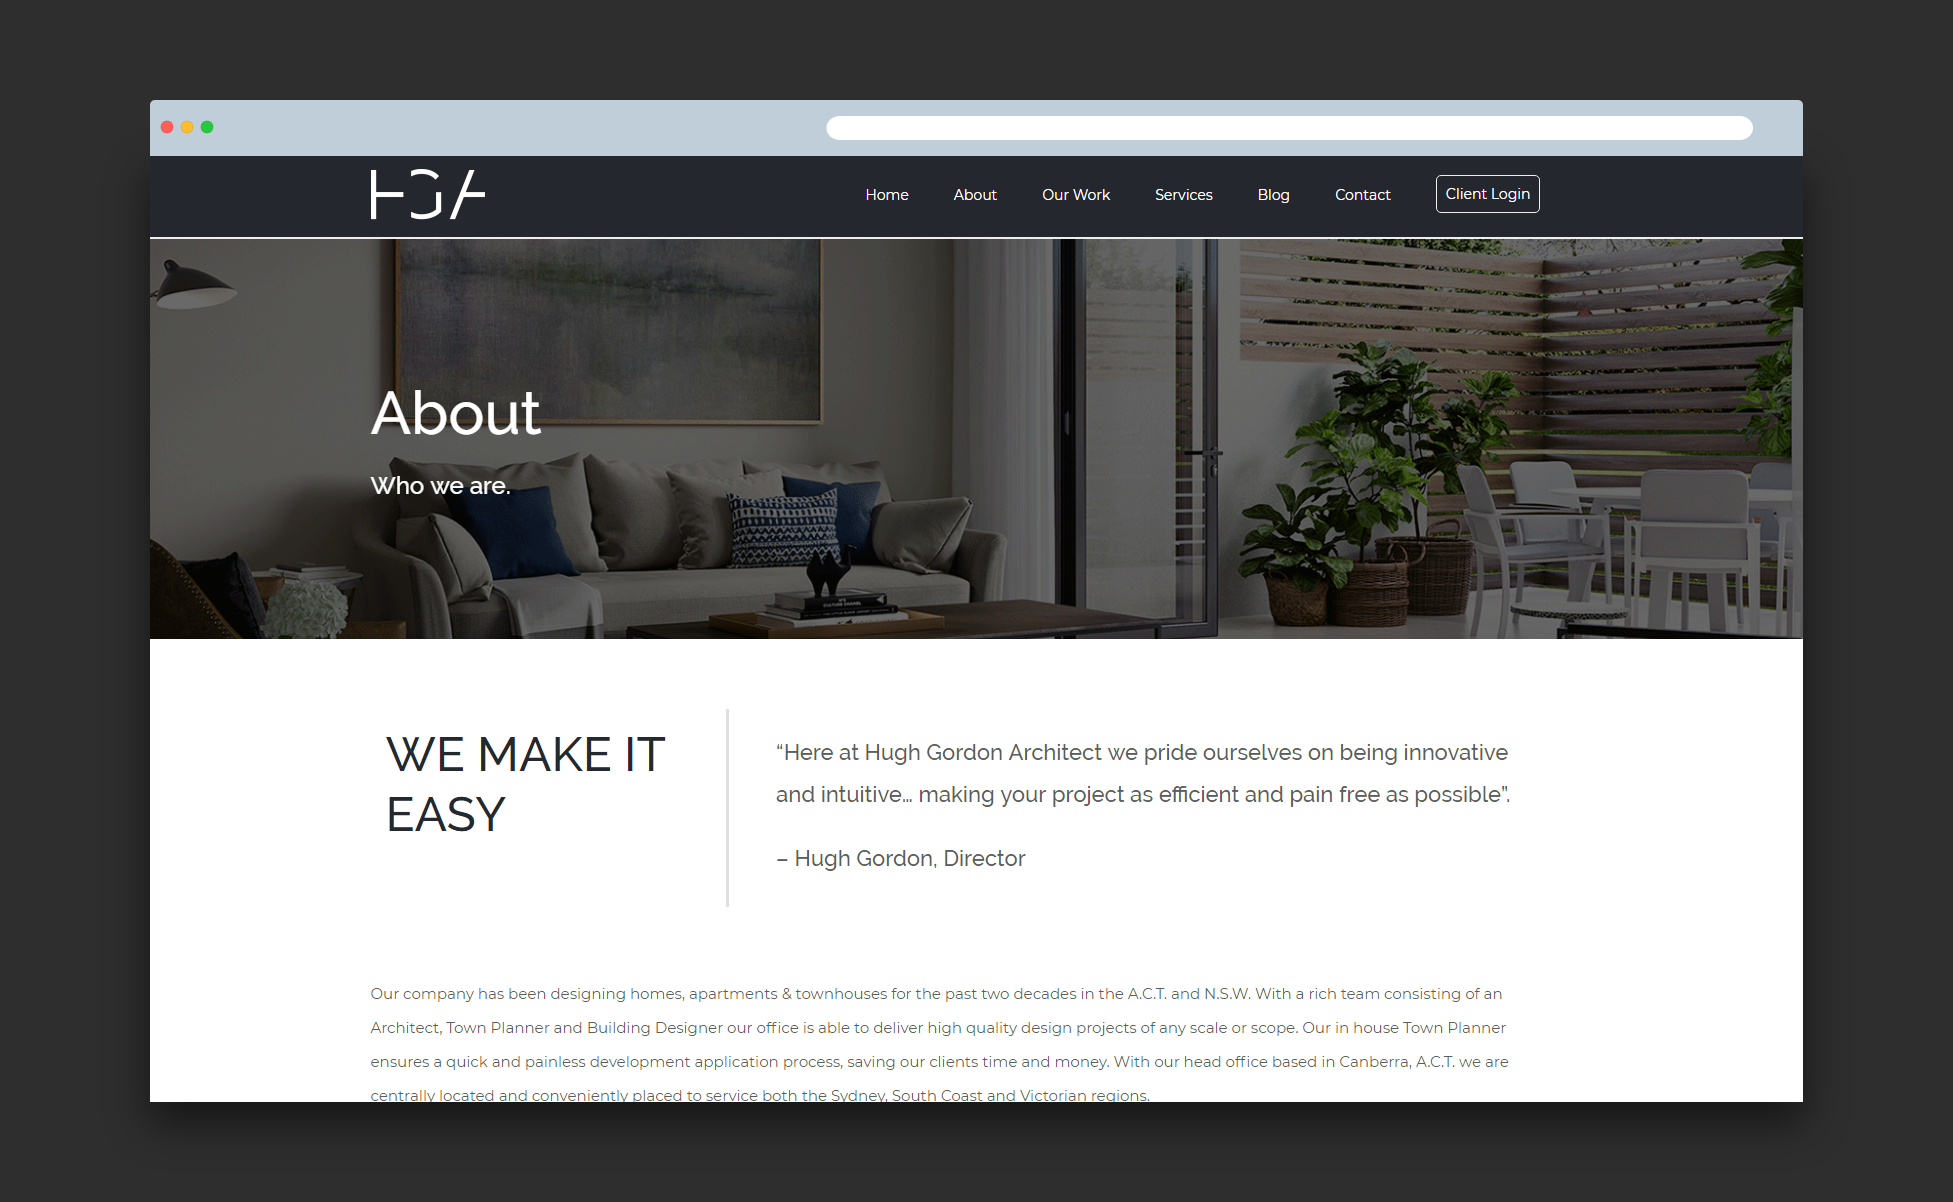 HGA
Home About Our Work Services Blog Contact Client Login
About
Who we are.
WE MAKE IT
EASY
“Here at Hugh Gordon Architect we pride ourselves on being innovative
and intuitive… making your project as efficient and pain free as possible”.
– Hugh Gordon, Director
Our company has been designing homes, apartments & townhouses for the past two decades in the A.C.T. and N.S.W. With a rich team consisting of an
Architect, Town Planner and Building Designer our office is able to deliver high quality design projects of any scale or scope. Our in house Town Planner
ensures a quick and painless development application process, saving our clients time and money. With our head office based in Canberra, A.C.T. we are
centrally located and conveniently placed to service both the Sydney, South Coast and Victorian regions.